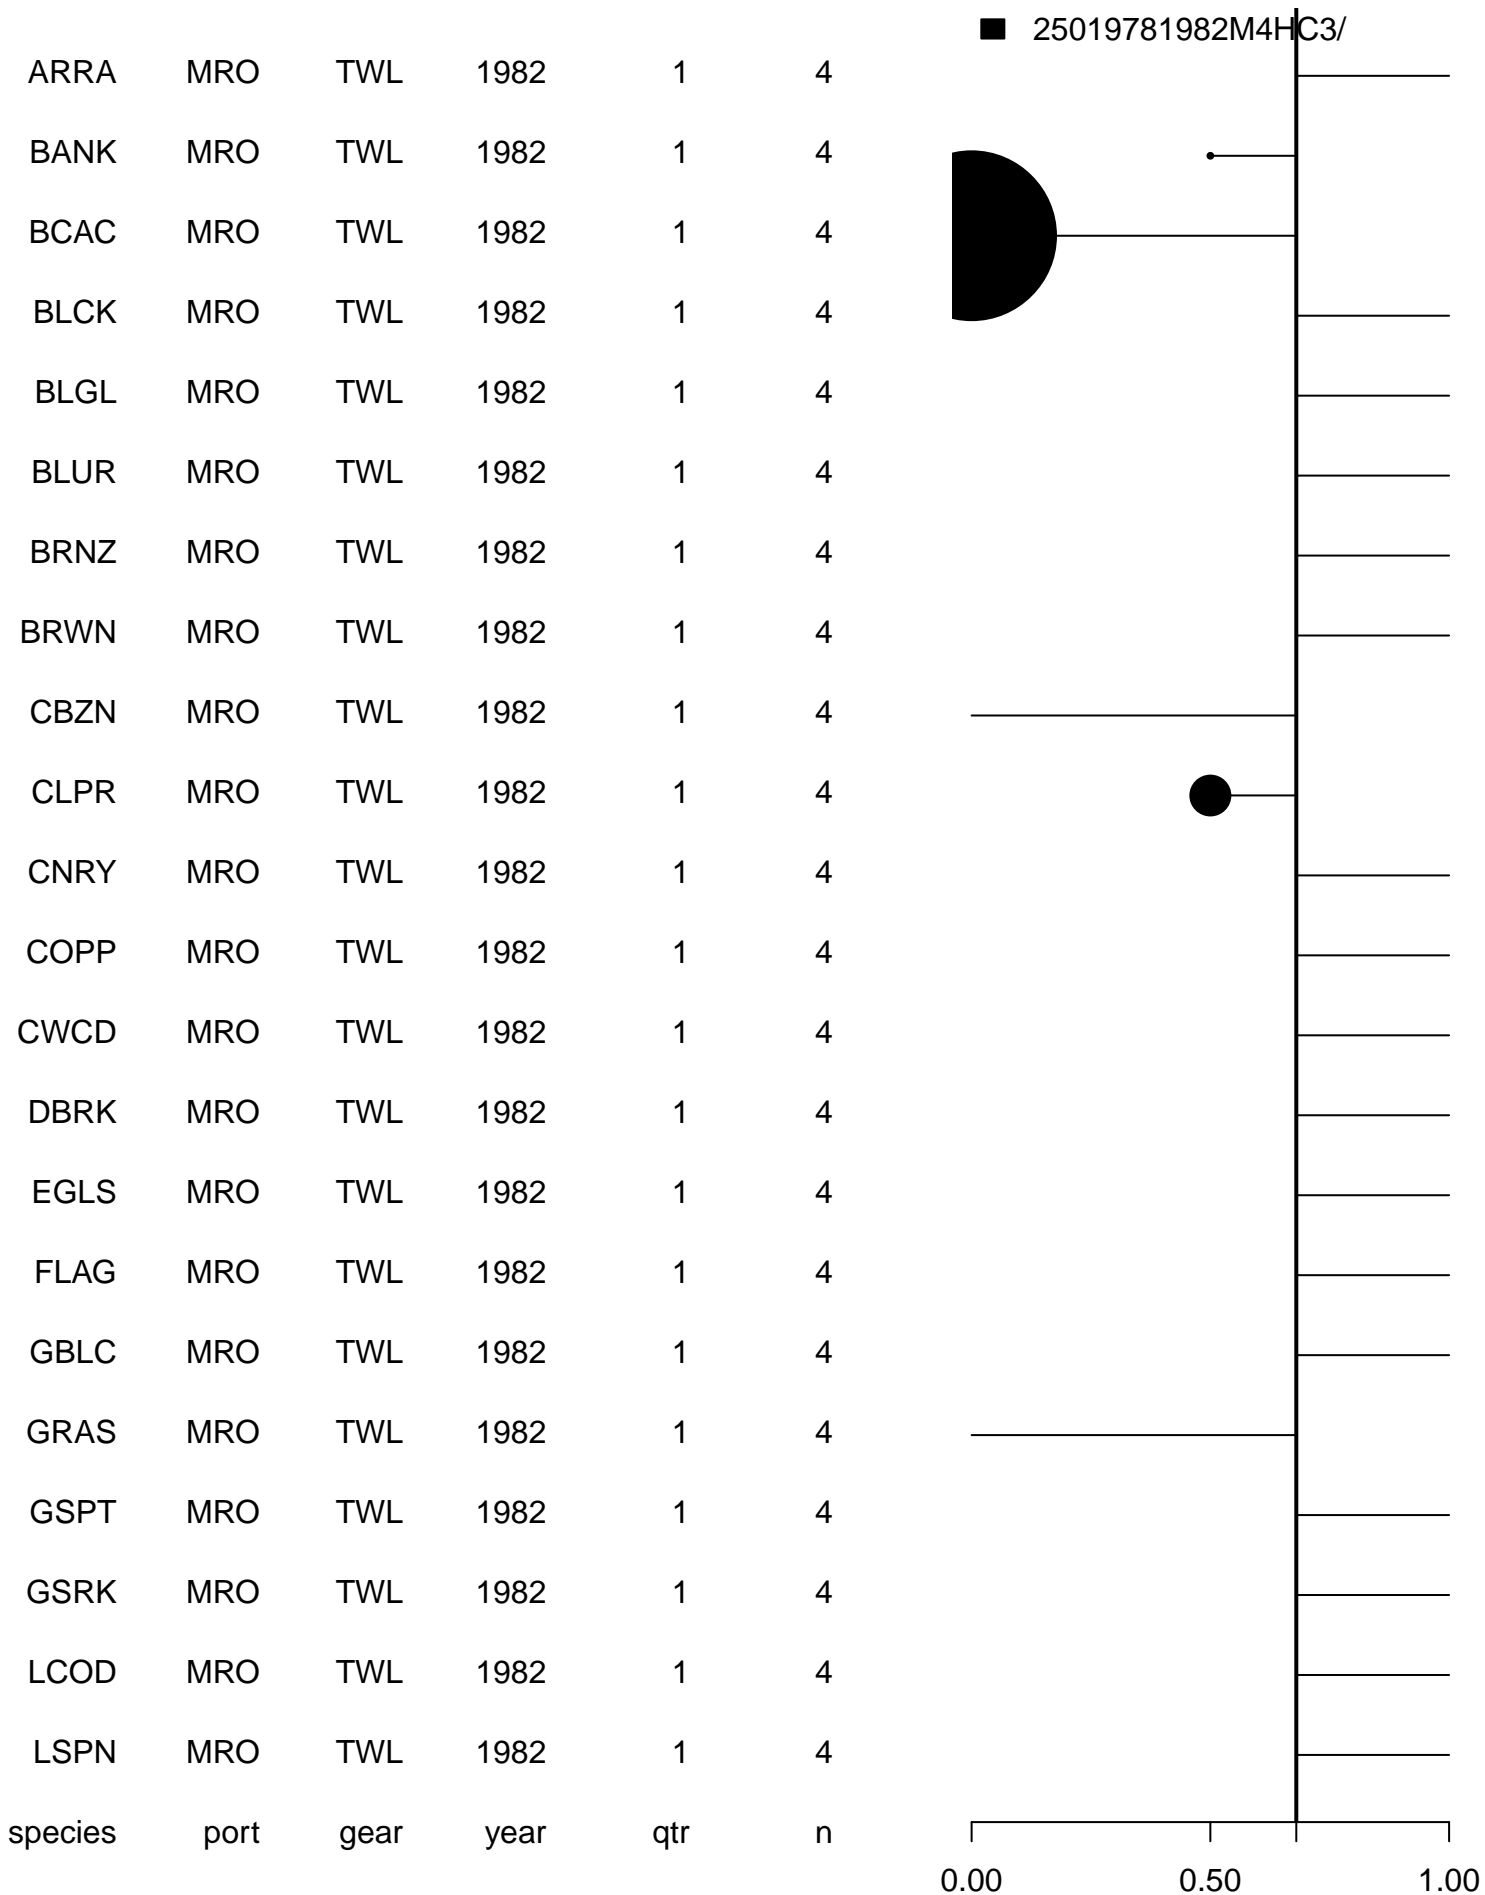 25019781982M4HC3/
ARRA MRO TWL 1982 1 4
BANK MRO TWL 1982 1 4
BCAC MRO TWL 1982 1 4
BLCK MRO TWL 1982 1 4
BLGL MRO TWL 1982 1 4
BLUR MRO TWL 1982 1 4
BRNZ MRO TWL 1982 1 4
BRWN MRO TWL 1982 1 4
CBZN MRO TWL 1982 1 4
CLPR MRO TWL 1982 1 4
CNRY MRO TWL 1982 1 4
COPP MRO TWL 1982 1 4
CWCD MRO TWL 1982 1 4
DBRK MRO TWL 1982 1 4
EGLS MRO TWL 1982 1 4
FLAG MRO TWL 1982 1 4
GBLC MRO TWL 1982 1 4
GRAS MRO TWL 1982 1 4
GSPT MRO TWL 1982 1 4
GSRK MRO TWL 1982 1 4
LCOD MRO TWL 1982 1 4
LSPN MRO TWL 1982 1 4
species port gear year qtr n
0.00 0.50 1.00